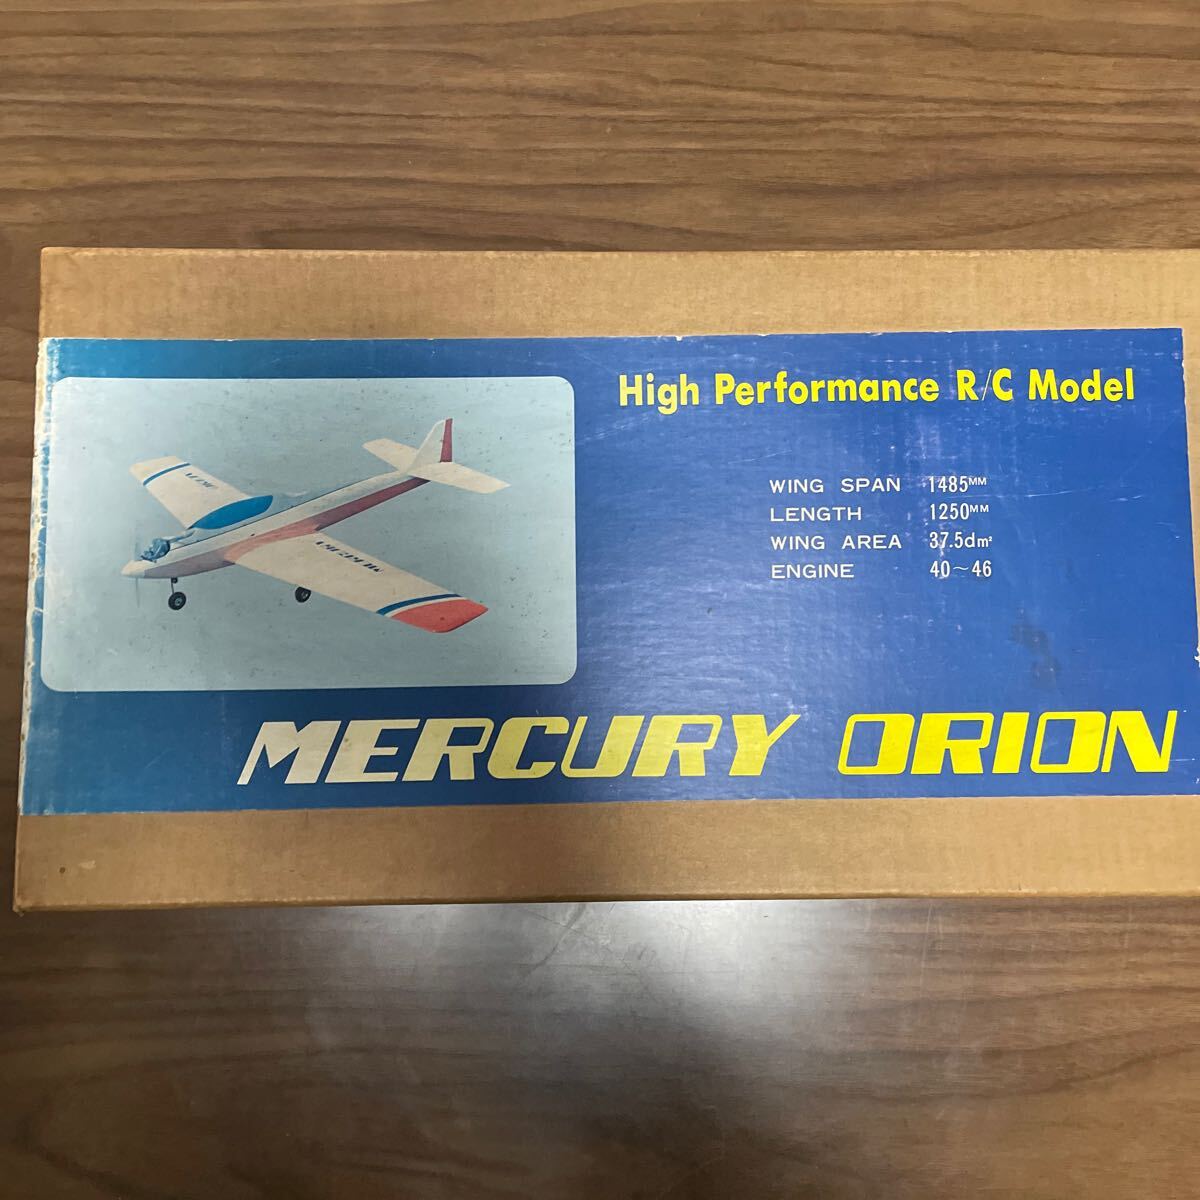 High Performance R/C Model
WING SPAN 1485MM
LENGTH 1250MM
WING AREA 37.5dm²
ENGINE 40~46
MERCURY ORION